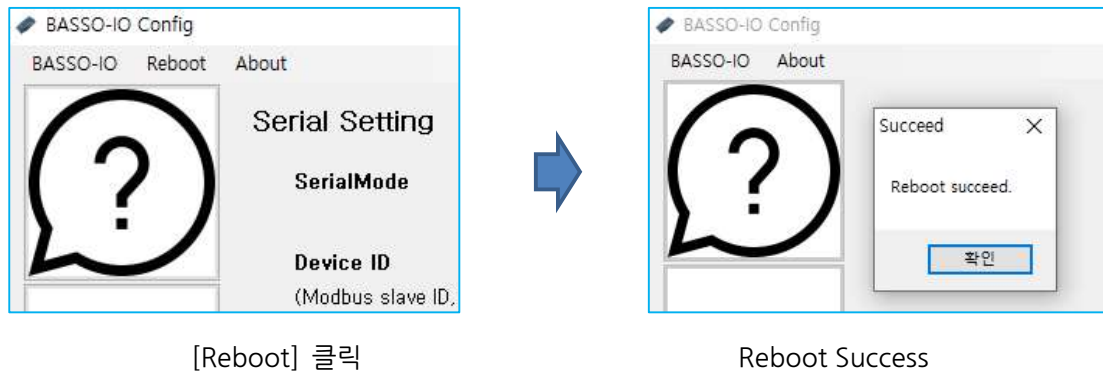 BASSO-IO Config
BASSO-IO Reboot About
Serial Setting
SerialMode
Device ID
(Modbus slave ID,
[Reboot] 클릭
BASSO-IO Config
BASSO-IO About
Succeed
Reboot succeed.
확인
Reboot Success